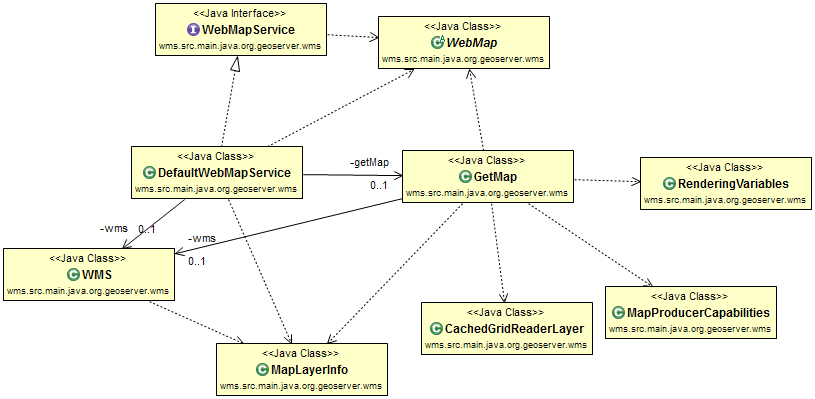 <<Java Interface>>
WebMapService
wms.src.main.java.org.geoserver.wms
<<Java Class>>
WebMap
wms.src.main.java.org.geoserver.wms
<<Java Class>>
DefaultWebMapService
wms.src.main.java.org.geoserver.wms
-getMap
0..1
<<Java Class>>
GetMap
wms.src.main.java.org.geoserver.wms
<<Java Class>>
RenderingVariables
wms.src.main.java.org.geoserver.wms
-wms
0..1
-wms
0..1
<<Java Class>>
WMS
wms.src.main.java.org.geoserver.wms
<<Java Class>>
CachedGridReaderLayer
wms.src.main.java.org.geoserver.wms
<<Java Class>>
MapProducerCapabilities
wms.src.main.java.org.geoserver.wms
<<Java Class>>
MapLayerInfo
wms.src.main.java.org.geoserver.wms